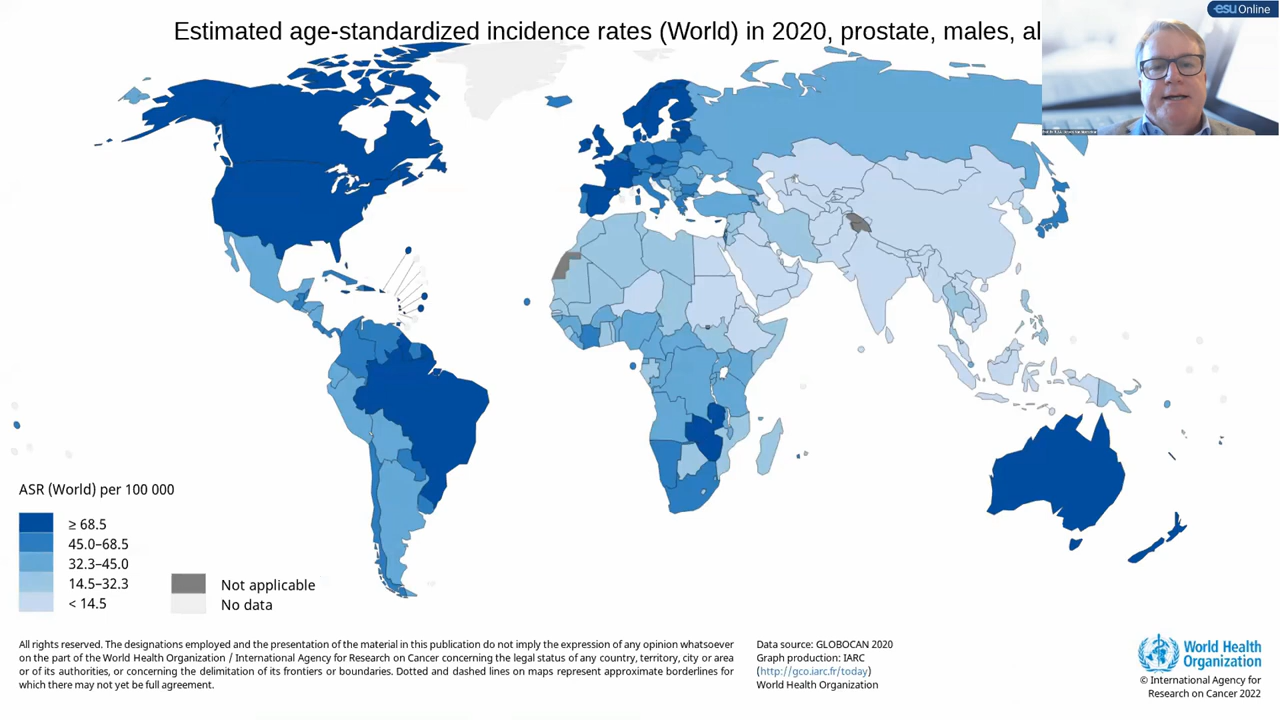 Estimated age-standardized incidence rates (World) in 2020, prostate, males, al
esu Online
ASR (World) per 100 000
≥ 68.5
45.0–68.5
32.3–45.0
14.5–32.3
< 14.5
Not applicable
No data
All rights reserved. The designations employed and the presentation of the material in this publication do not imply the expression of any opinion whatsoever
on the part of the World Health Organization / International Agency for Research on Cancer concerning the legal status of any country, territory, city or area
or of its authorities, or concerning the delimitation of its frontiers or boundaries. Dotted and dashed lines on maps represent approximate borderlines for
which there may not yet be full agreement.
Data source: GLOBOCAN 2020
Graph production: IARC
(http://gco.iarc.fr/today)
World Health Organization
World Health
Organization
© International Agency for
Research on Cancer 2022